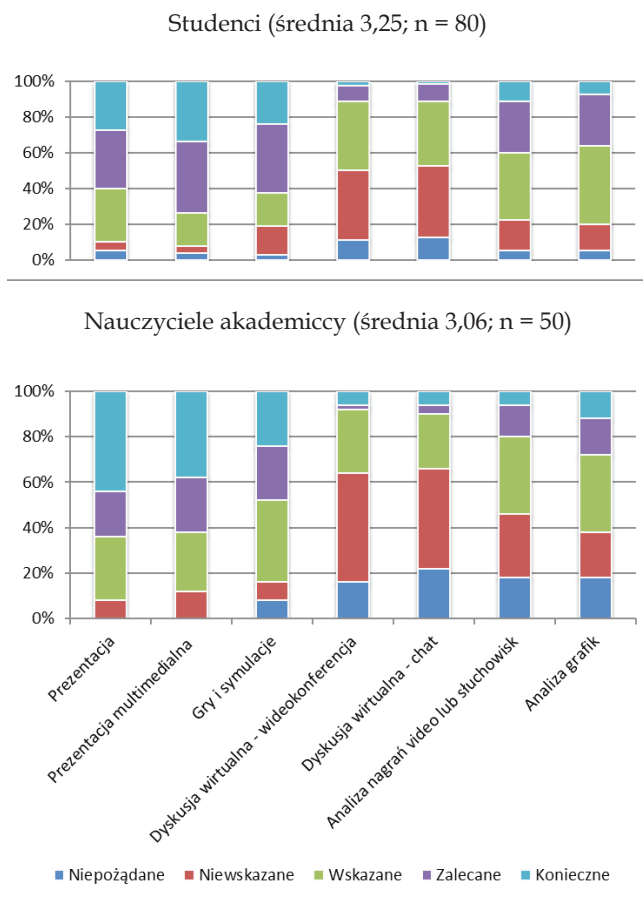 Studenci (średnia 3,25; n = 80)
100%
80%
60%
40%
20%
0%
Nauczyciele akademiccy (średnia 3,06; n = 50)
100%
80%
60%
40%
20%
0%
Prezentacja
Prezentacja multimedialna
Gry i symulacje
Dyskusja wirtualna - wideokonferencja
Dyskusja wirtualna - chat
Analiza nagrań video lub słuchowisk
Analiza grafik
Niepożądane Niewskazane Wskazane Zalecane Konieczne